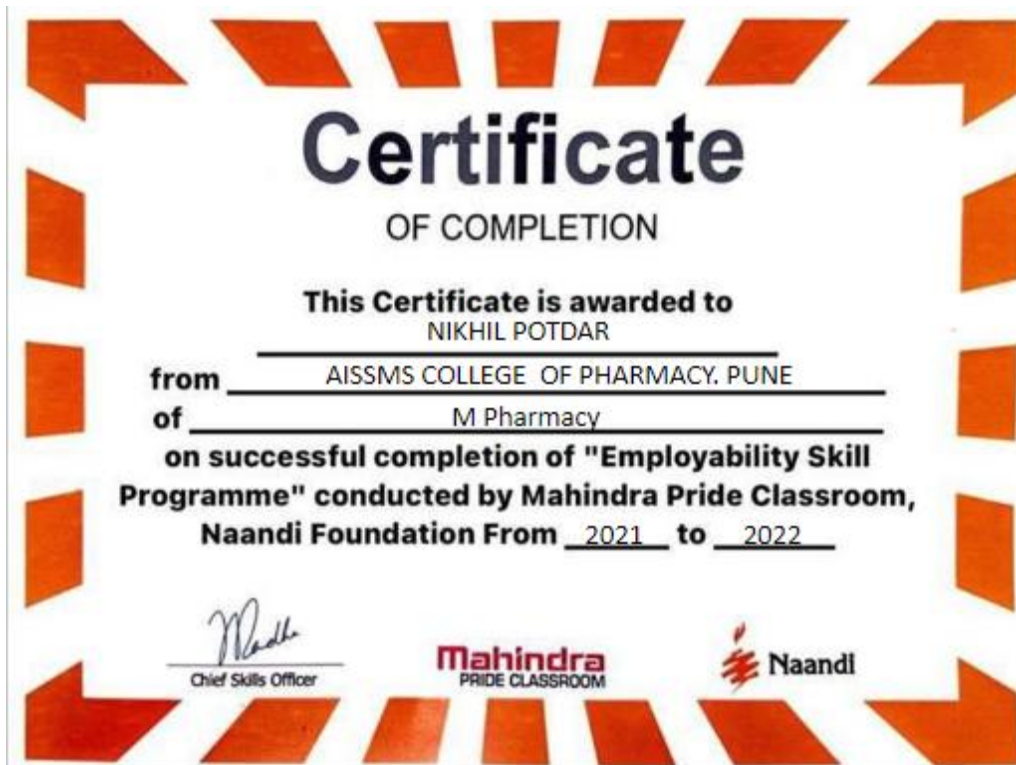 Certificate
OF COMPLETION
This Certificate is awarded to
NIKHIL POTDAR
from AISSMS COLLEGE OF PHARMACY. PUNE
of M Pharmacy
on successful completion of "Employability Skill
Programme" conducted by Mahindra Pride Classroom,
Naandi Foundation From 2021 to 2022
Chief Skills Officer
Mahindra
PRIDE CLASSROOM
Naandi